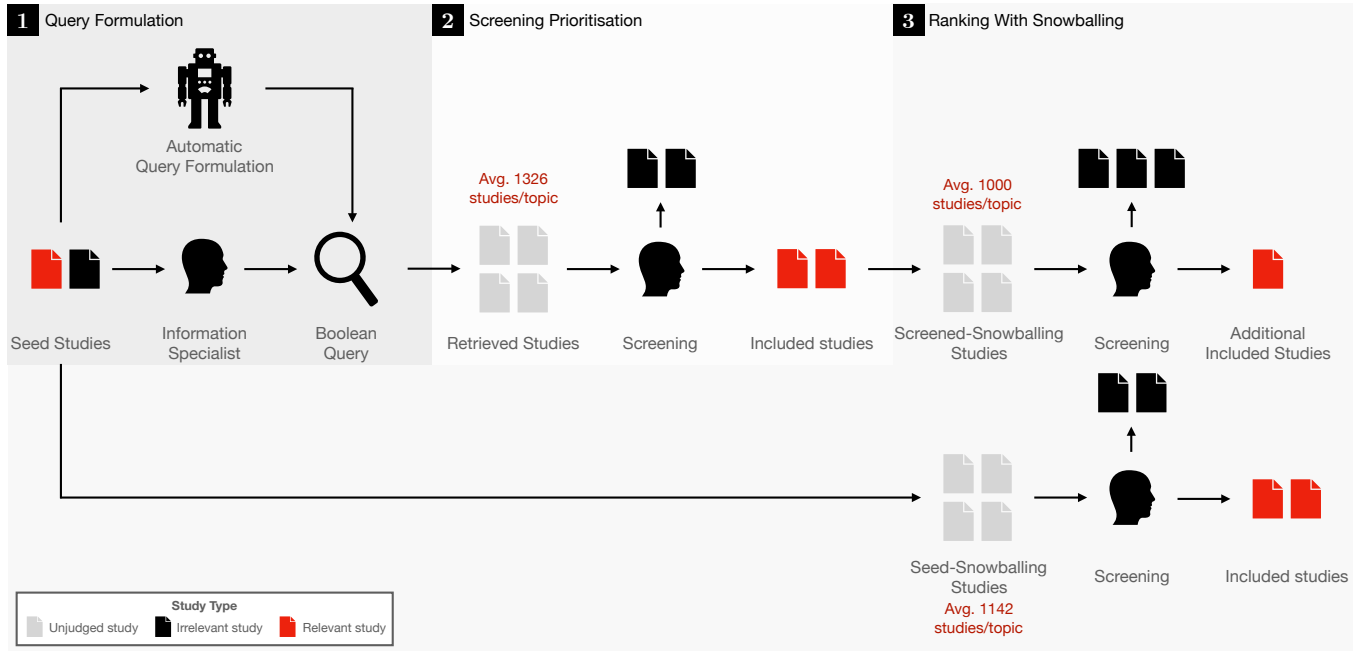 1 Query Formulation
2 Screening Prioritisation
3 Ranking With Snowballing
Automatic
Query Formulation
Seed Studies
Information
Specialist
Boolean
Query
Avg. 1326
studies/topic
Retrieved Studies
Screening
Included studies
Avg. 1000
studies/topic
Screened-Snowballing
Studies
Screening
Additional
Included Studies
Seed-Snowballing
Studies
Avg. 1142
studies/topic
Screening
Included studies
Study Type
Unjudged study
Irrelevant study
Relevant study